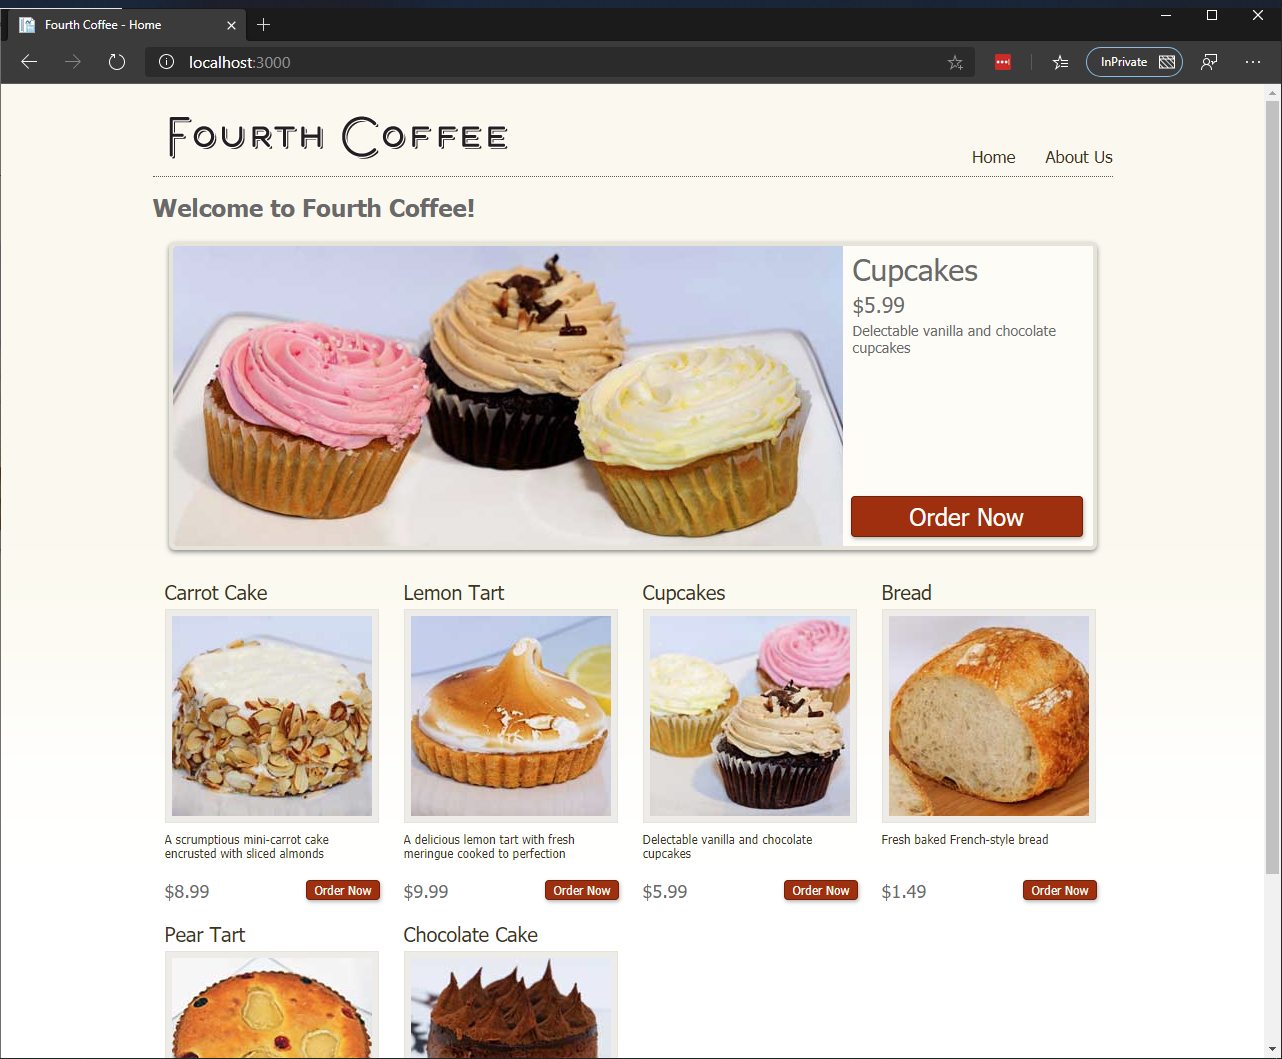 Fourth Coffee - Home
localhost:3000
InPrivate
Fourth Coffee
Home
About Us
Welcome to Fourth Coffee!
Cupcakes
$5.99
Delectable vanilla and chocolate
cupcakes
Order Now
Carrot Cake
Lemon Tart
Cupcakes
Bread
A scrumptious mini-carrot cake
encrusted with sliced almonds
A delicious lemon tart with fresh
meringue cooked to perfection
Delectable vanilla and chocolate
cupcakes
Fresh baked French-style bread
$8.99
Order Now
$9.99
Order Now
$5.99
Order Now
$1.49
Order Now
Pear Tart
Chocolate Cake